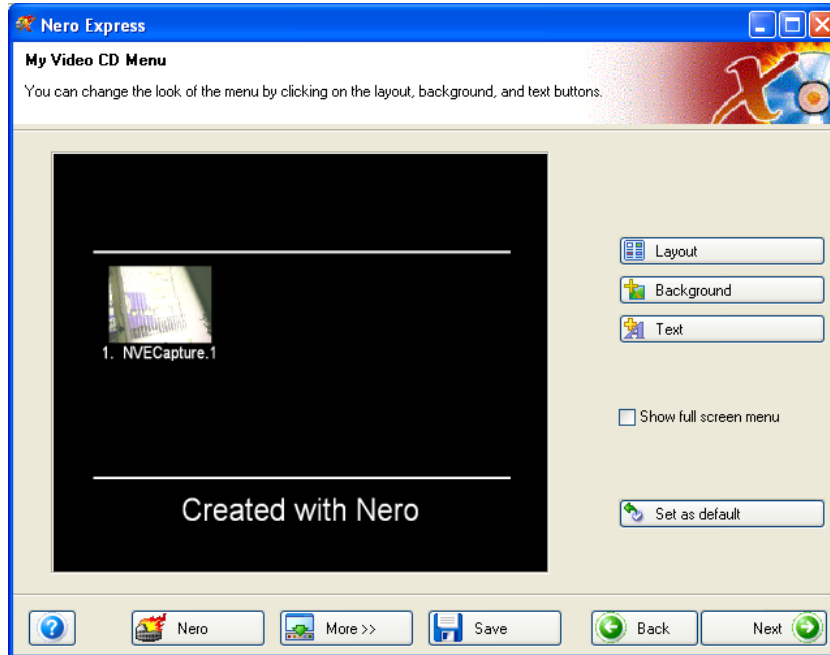 Nero Express
My Video CD Menu
You can change the look of the menu by clicking on the layout, background, and text buttons.
1. NVECapture.1
Created with Nero
Layout
Background
Text
Show full screen menu
Set as default
Nero
More >>
Save
Back
Next